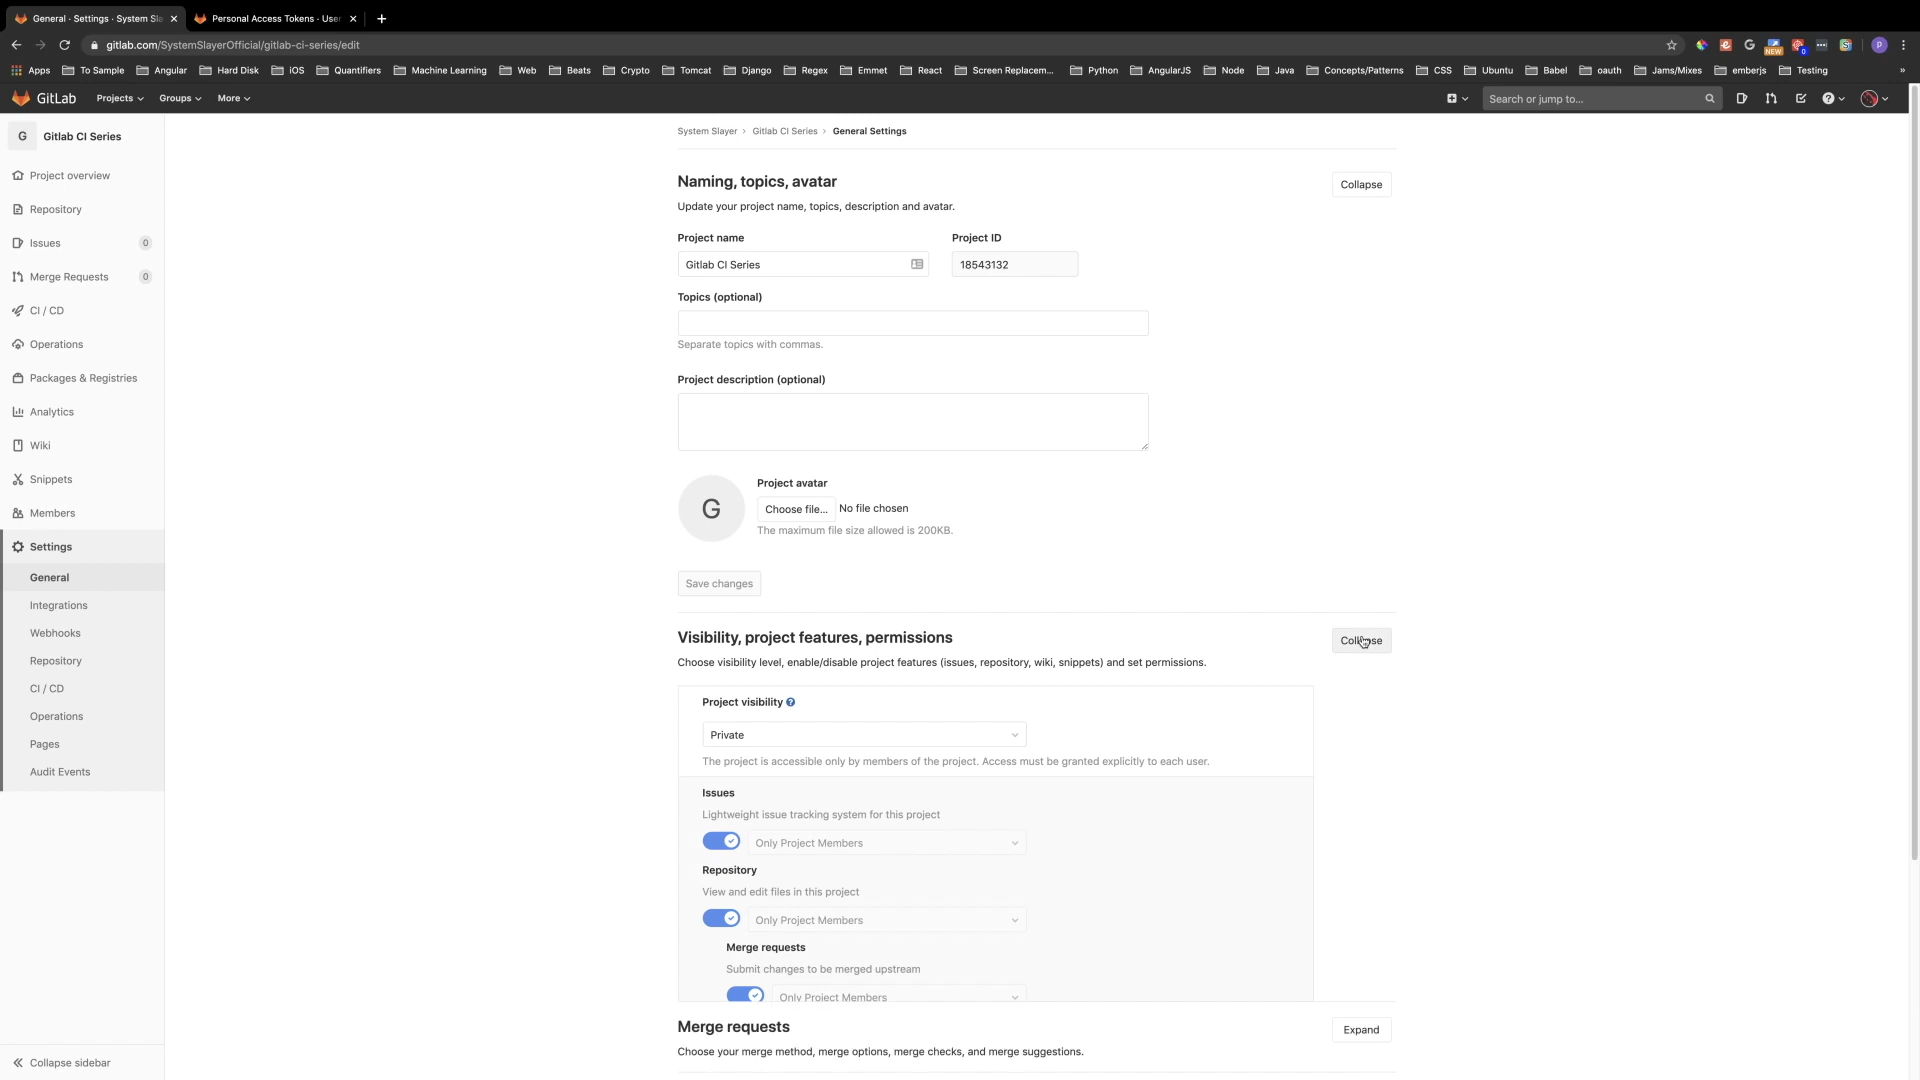 General · Settings · System Sla
Personal Access Tokens · User
gitlab.com/SystemSlayerOfficial/gitlab-ci-series/edit
Apps To Sample Angular Hard Disk iOS Quantifiers Machine Learning Web Beats Crypto Tomcat Django Regex Emmet React Screen Replacem... Python AngularJS Node Java Concepts/Patterns CSS Ubuntu Babel oauth Jams/Mixes emberjs Testing »
GitLab Projects Groups More Search or jump to...
G Gitlab CI Series
Project overview
Repository
Issues 0
Merge Requests 0
CI / CD
Operations
Packages & Registries
Analytics
Wiki
Snippets
Members
Settings
General
Integrations
Webhooks
Repository
CI / CD
Operations
Pages
Audit Events
Collapse sidebar
System Slayer > Gitlab CI Series > General Settings
Naming, topics, avatar
Collapse
Update your project name, topics, description and avatar.
Project name Project ID
Gitlab CI Series 18543132
Topics (optional)
Separate topics with commas.
Project description (optional)
G
Project avatar
Choose file... No file chosen
The maximum file size allowed is 200KB.
Save changes
Visibility, project features, permissions
Collapse
Choose visibility level, enable/disable project features (issues, repository, wiki, snippets) and set permissions.
Project visibility ?
Private
The project is accessible only by members of the project. Access must be granted explicitly to each user.
Issues
Lightweight issue tracking system for this project
Only Project Members
Repository
View and edit files in this project
Only Project Members
Merge requests
Submit changes to be merged upstream
Only Project Members
Merge requests
Expand
Choose your merge method, merge options, merge checks, and merge suggestions.